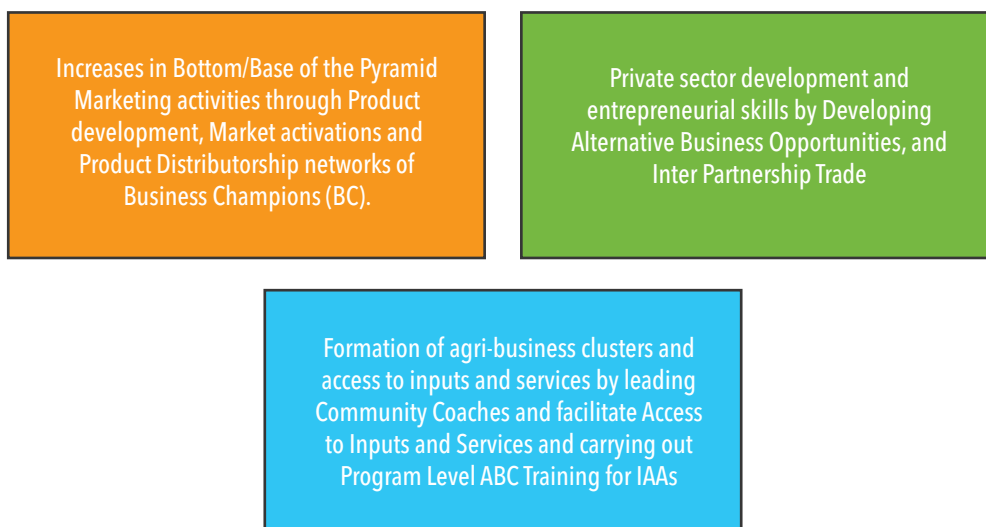 Increases in Bottom/Base of the Pyramid
Marketing activities through Product
development, Market activations and
Product Distributorship networks of
Business Champions (BC).
Private sector development and
entrepreneurial skills by Developing
Alternative Business Opportunities, and
Inter Partnership Trade
Formation of agri-business clusters and
access to inputs and services by leading
Community Coaches and facilitate Access
to Inputs and Services and carrying out
Program Level ABC Training for IAAs